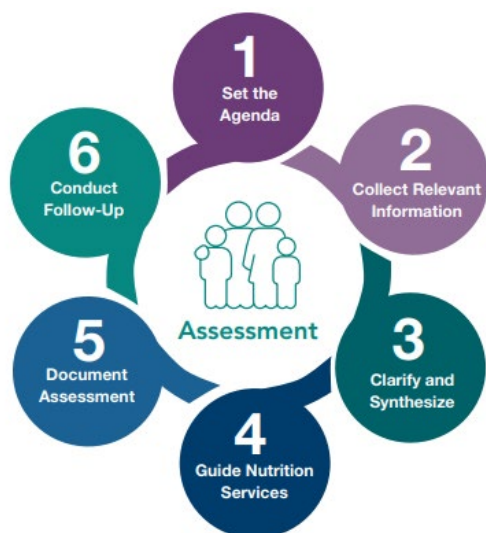 1
Set the
Agenda
2
Collect Relevant
Information
3
Clarify and
Synthesize
4
Guide Nutrition
Services
5
Document
Assessment
6
Conduct
Follow-Up
Assessment